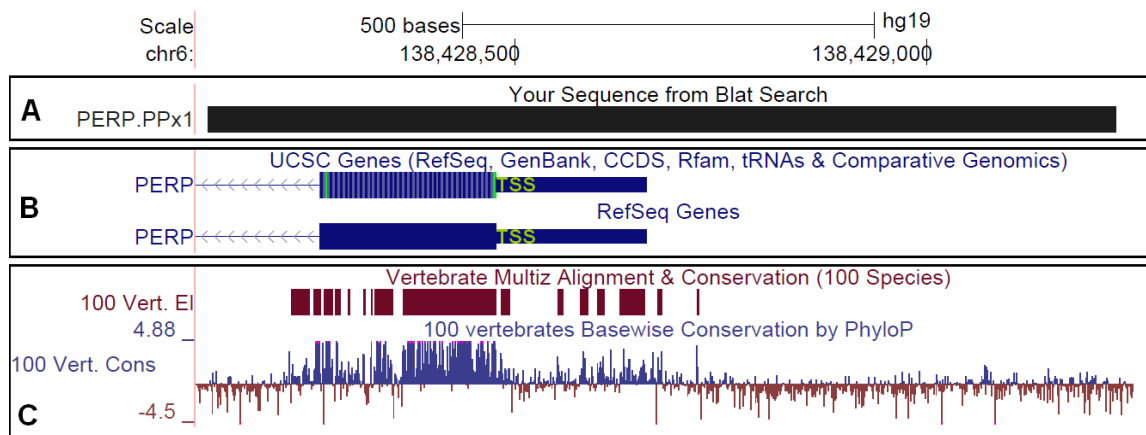 Scale 500 bases hg19
chr6: 138,428,500 138,429,000
A
Your Sequence from Blat Search
PERP.PPx1
B
UCSC Genes (RefSeq, GenBank, CCDS, Rfam, tRNAs & Comparative Genomics)
PERP TSS
RefSeq Genes
PERP TSS
C
Vertebrate Multiz Alignment & Conservation (100 Species)
100 Vert. El
4.88
100 vertebrates Basewise Conservation by PhyloP
100 Vert. Cons
-4.5